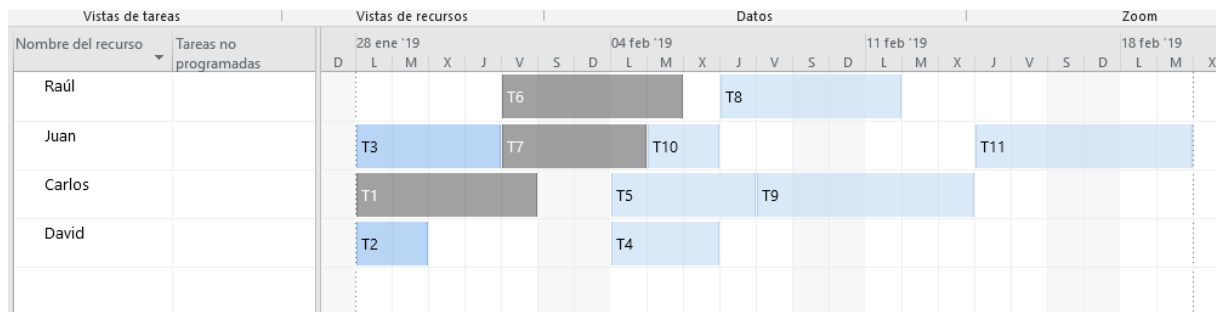 Vistas de tareas Vistas de recursos Datos Zoom
Nombre del recurso Tareas no programadas 28 ene '19 04 feb '19 11 feb '19 18 feb '19
D L M X J V S D L M X J V S D L M X J V S D L M X
Raúl T6 T8
Juan T3 T7 T10 T11
Carlos T1 T5 T9
David T2 T4